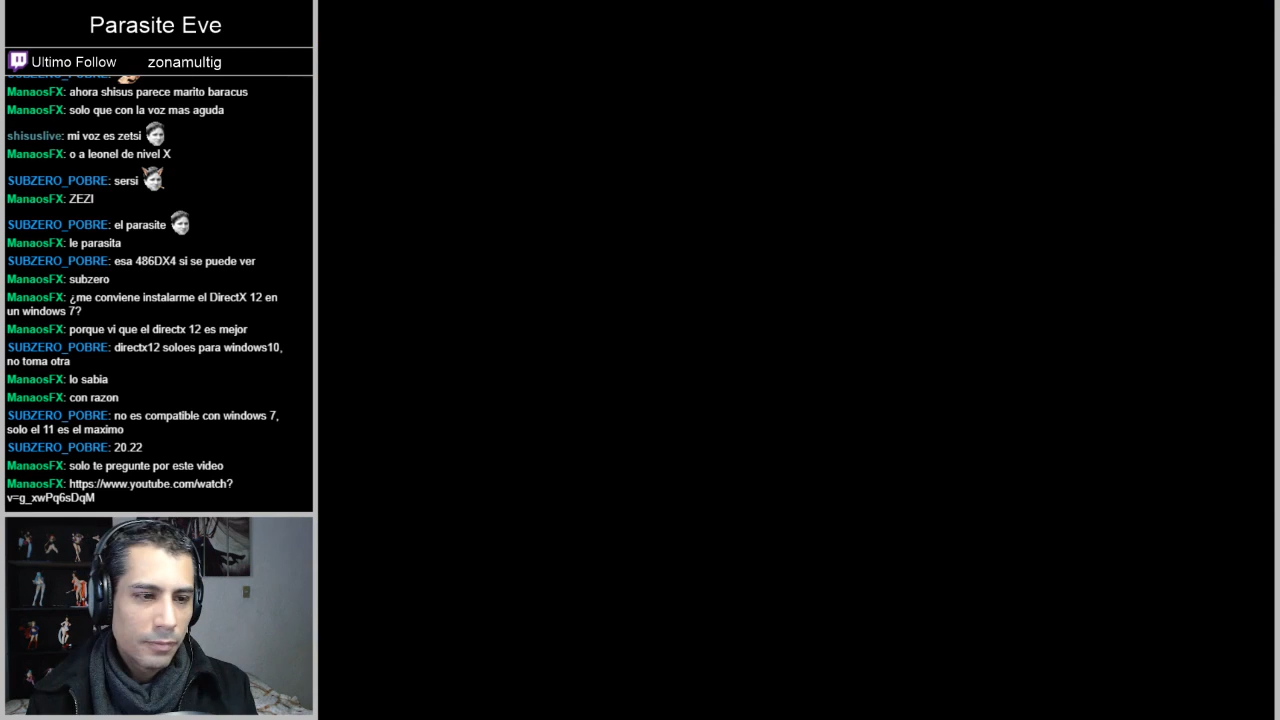 Parasite Eve
Ultimo Follow zonamultig
SUBZERO_POBRE:
ManaosFX: ahora shisus parece marito baracus
ManaosFX: solo que con la voz mas aguda
shisuslive: mi voz es zetsi
ManaosFX: o a leonel de nivel X
SUBZERO_POBRE: sersi
ManaosFX: ZEZI
SUBZERO_POBRE: el parasite
ManaosFX: le parasita
SUBZERO_POBRE: esa 486DX4 si se puede ver
ManaosFX: subzero
ManaosFX: ¿me conviene instalarme el DirectX 12 en
un windows 7?
ManaosFX: porque vi que el directx 12 es mejor
SUBZERO_POBRE: directx12 soloes para windows10,
no toma otra
ManaosFX: lo sabia
ManaosFX: con razon
SUBZERO_POBRE: no es compatible con windows 7,
solo el 11 es el maximo
SUBZERO_POBRE: 20.22
ManaosFX: solo te pregunte por este video
ManaosFX: https://www.youtube.com/watch?
v=g_xwPq6sDqM